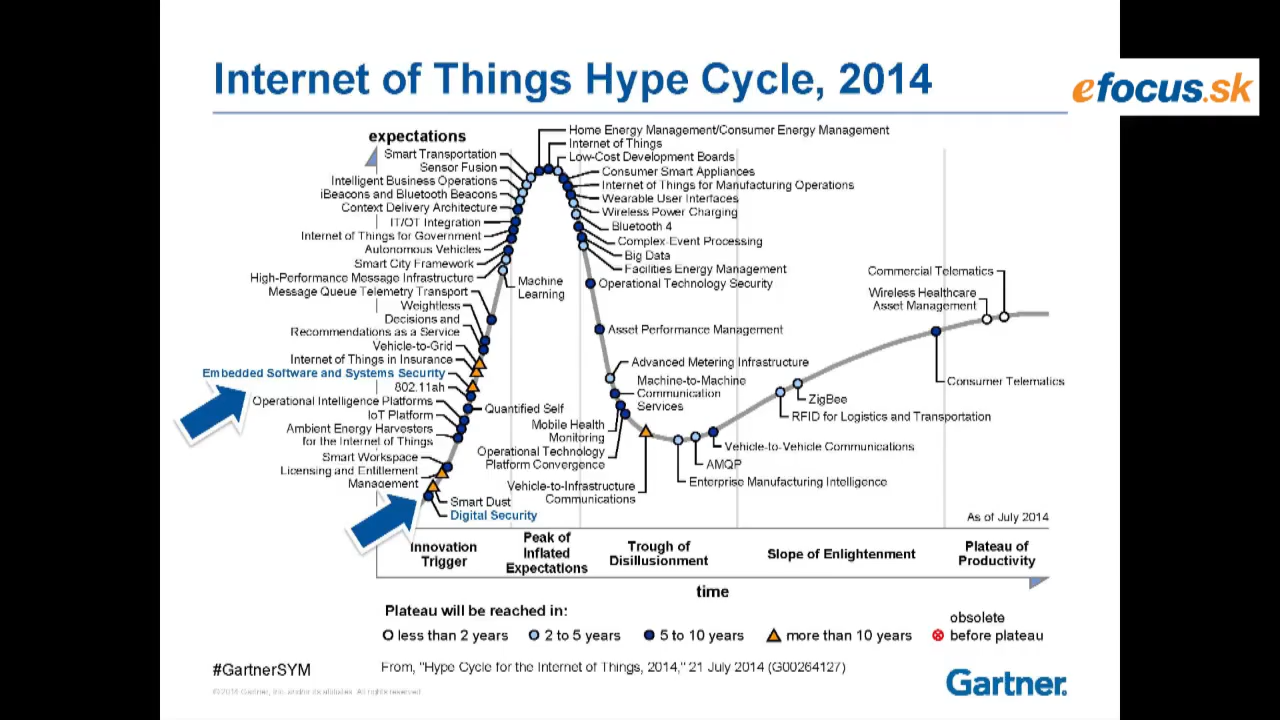 Internet of Things Hype Cycle, 2014
efocus.sk
expectations
Home Energy Management/Consumer Energy Management
Internet of Things
Low-Cost Development Boards
Consumer Smart Appliances
Internet of Things for Manufacturing Operations
Wearable User Interfaces
Wireless Power Charging
Bluetooth 4
Complex-Event Processing
Big Data
Facilities Energy Management
Operational Technology Security
Asset Performance Management
Smart Transportation
Sensor Fusion
Intelligent Business Operations
iBeacons and Bluetooth Beacons
Context Delivery Architecture
IT/OT Integration
Internet of Things for Government
Autonomous Vehicles
Smart City Framework
High-Performance Message Infrastructure
Message Queue Telemetry Transport
Weightless
Decisions and
Recommendations as a Service
Vehicle-to-Grid
Internet of Things in Insurance
Embedded Software and Systems Security
802.11ah
Operational Intelligence Platforms
IoT Platform
Ambient Energy Harvesters
for the Internet of Things
Smart Workspace
Licensing and Entitlement
Management
Machine
Learning
Quantified Self
Smart Dust
Digital Security
Advanced Metering Infrastructure
Machine-to-Machine
Communication
Services
Mobile Health
Monitoring
Operational Technology
Platform Convergence
Vehicle-to-Infrastructure
Communications
Vehicle-to-Vehicle Communications
AMQP
Enterprise Manufacturing Intelligence
ZigBee
RFID for Logistics and Transportation
Commercial Telematics
Wireless Healthcare
Asset Management
Consumer Telematics
As of July 2014
Innovation
Trigger
Peak of
Inflated
Expectations
Trough of
Disillusionment
Slope of Enlightenment
Plateau of
Productivity
time
Plateau will be reached in:
less than 2 years
2 to 5 years
5 to 10 years
more than 10 years
obsolete
before plateau
#GartnerSYM
From, "Hype Cycle for the Internet of Things, 2014," 21 July 2014 (G00264127)
Gartner, Inc. and/or its affiliates. All rights reserved.
Gartner.